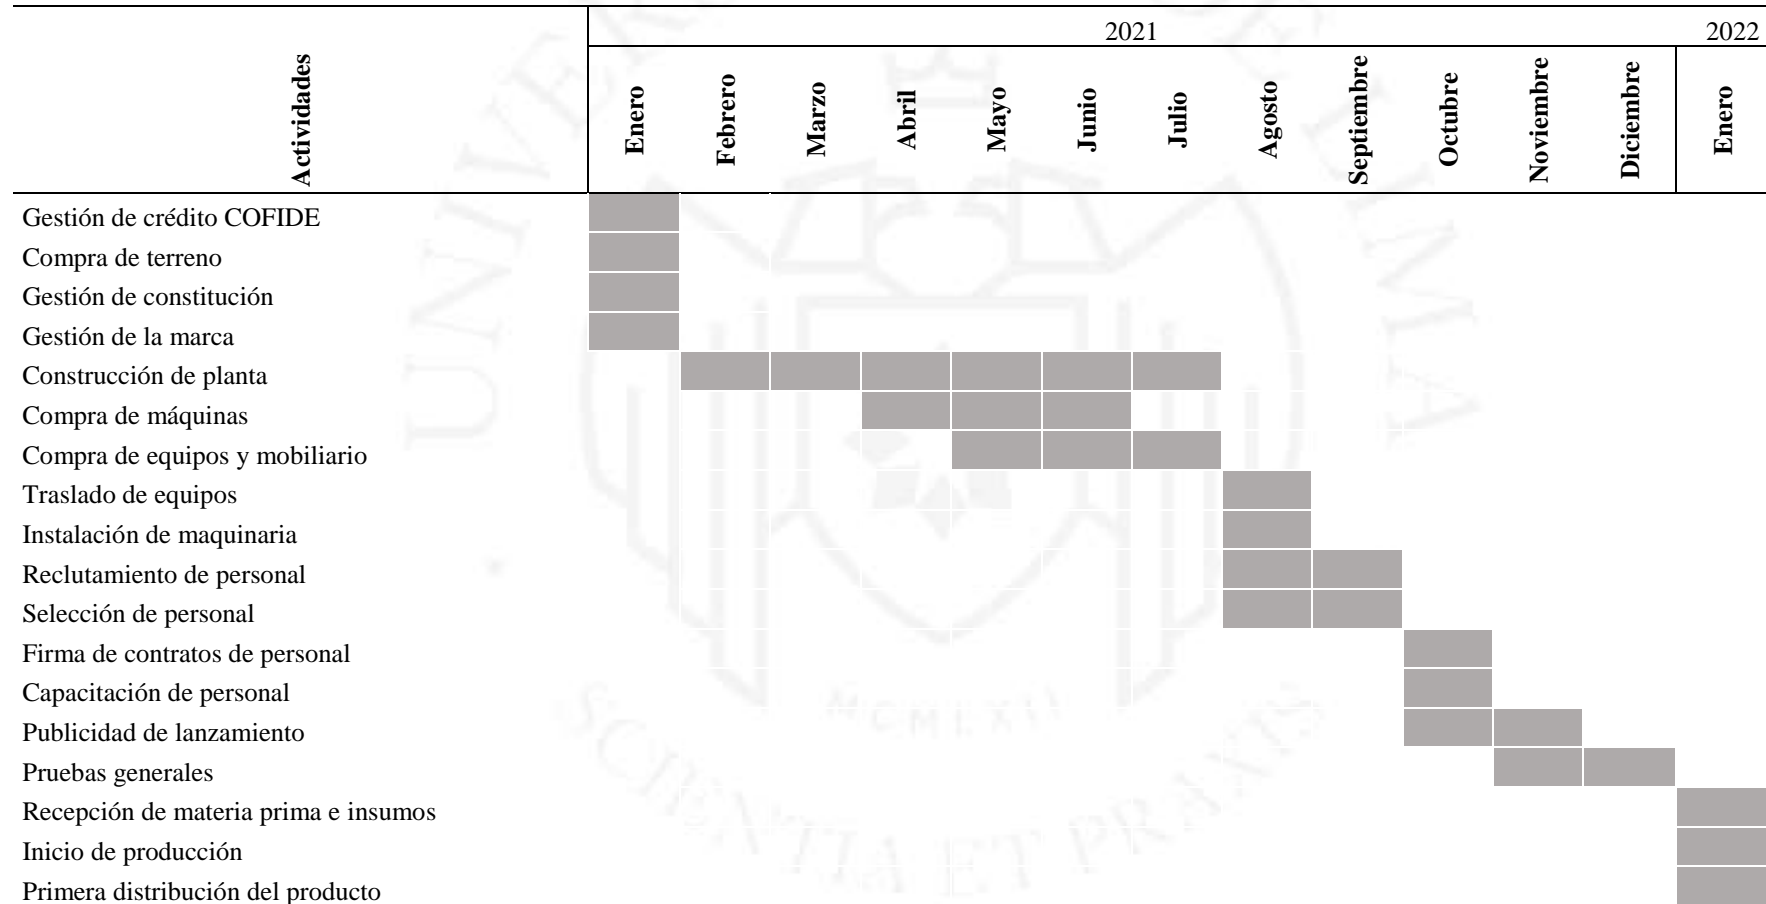 2021 2022
Actividades Enero Febrero Marzo Abril Mayo Junio Julio Agosto Septiembre Octubre Noviembre Diciembre Enero
Gestión de crédito COFIDE
Compra de terreno
Gestión de constitución
Gestión de la marca
Construcción de planta
Compra de máquinas
Compra de equipos y mobiliario
Traslado de equipos
Instalación de maquinaria
Reclutamiento de personal
Selección de personal
Firma de contratos de personal
Capacitación de personal
Publicidad de lanzamiento
Pruebas generales
Recepción de materia prima e insumos
Inicio de producción
Primera distribución del producto
SCIENTIA ET PRAXIS